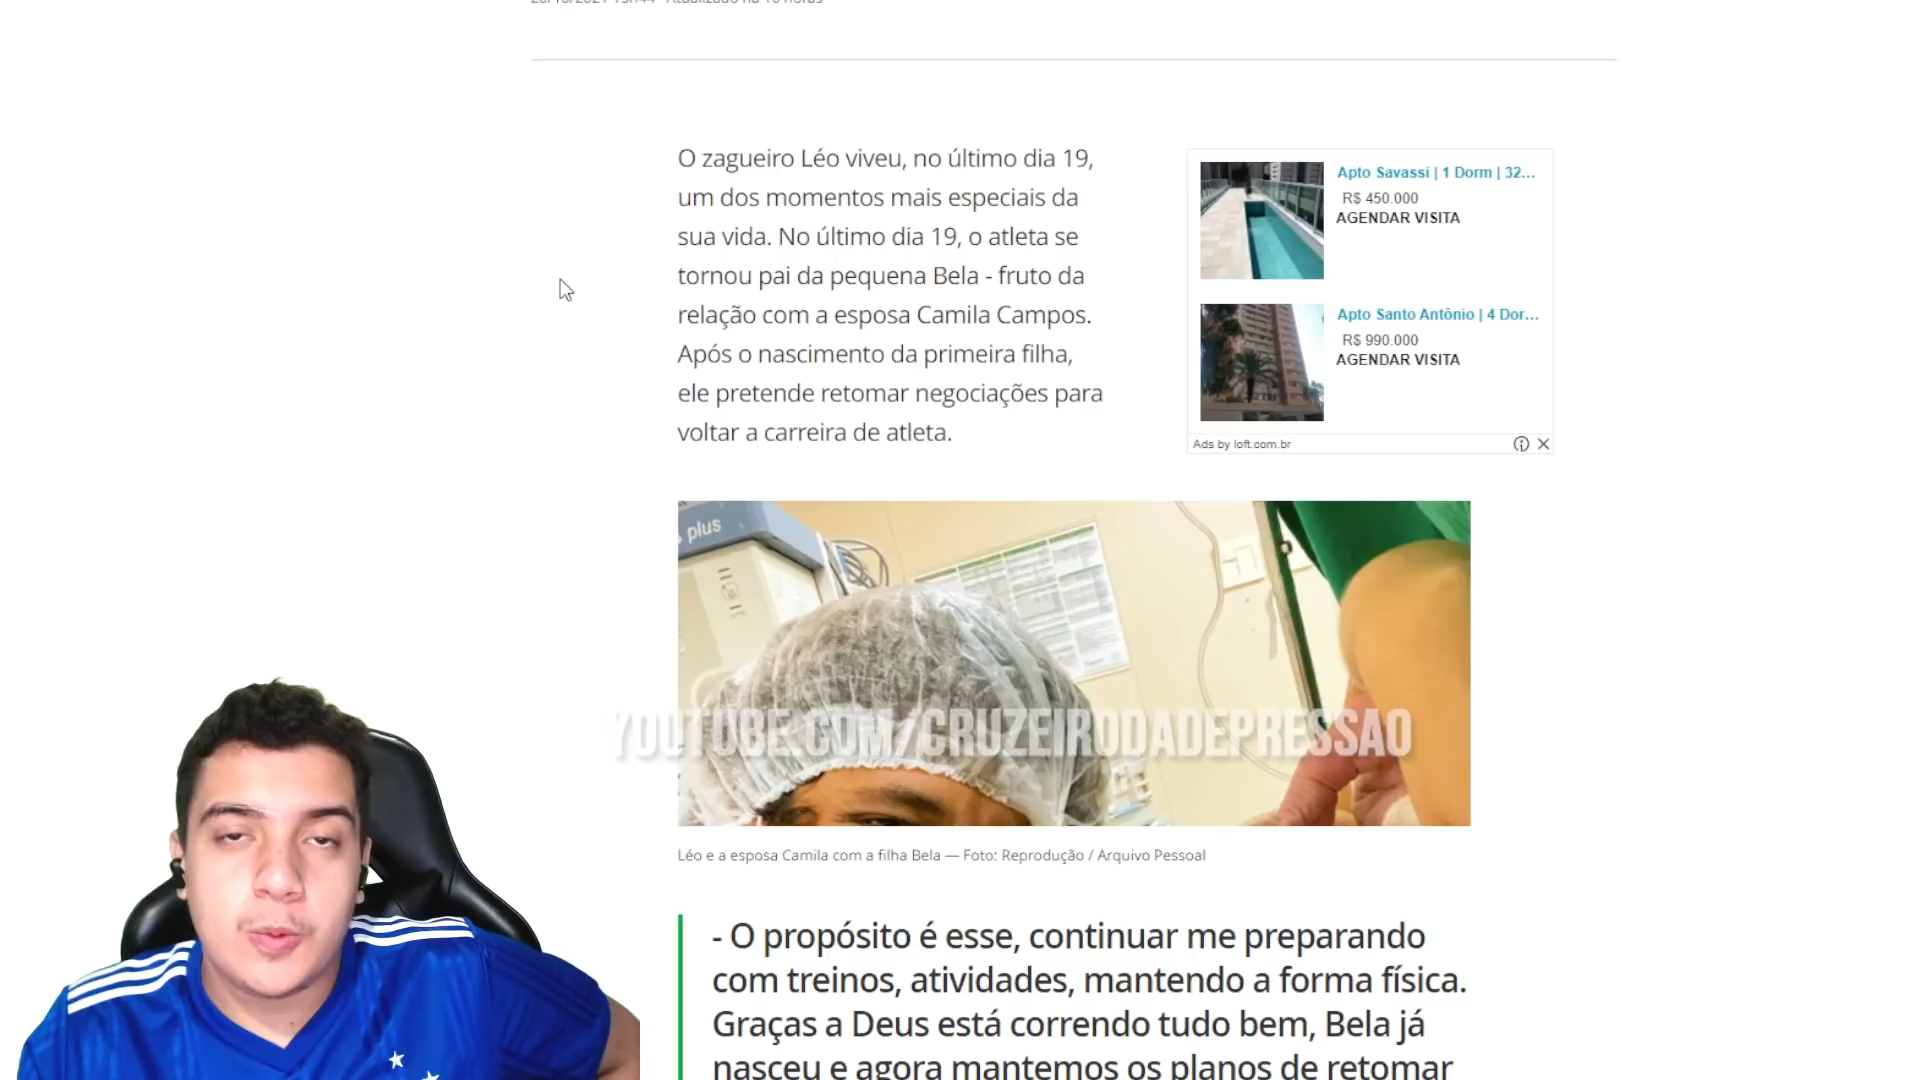 O zagueiro Léo viveu, no último dia 19,
um dos momentos mais especiais da
sua vida. No último dia 19, o atleta se
tornou pai da pequena Bela - fruto da
relação com a esposa Camila Campos.
Após o nascimento da primeira filha,
ele pretende retomar negociações para
voltar a carreira de atleta.
Apto Savassi | 1 Dorm | 32...
R$ 450.000
AGENDAR VISITA
Apto Santo Antônio | 4 Dor...
R$ 990.000
AGENDAR VISITA
Ads by loft.com.br
plus
YOUTUBE.COM/CRUZEIRODADEPRESSAO
Léo e a esposa Camila com a filha Bela — Foto: Reprodução / Arquivo Pessoal
- O propósito é esse, continuar me preparando
com treinos, atividades, mantendo a forma física.
Graças a Deus está correndo tudo bem, Bela já
nasceu e agora mantemos os planos de retomar